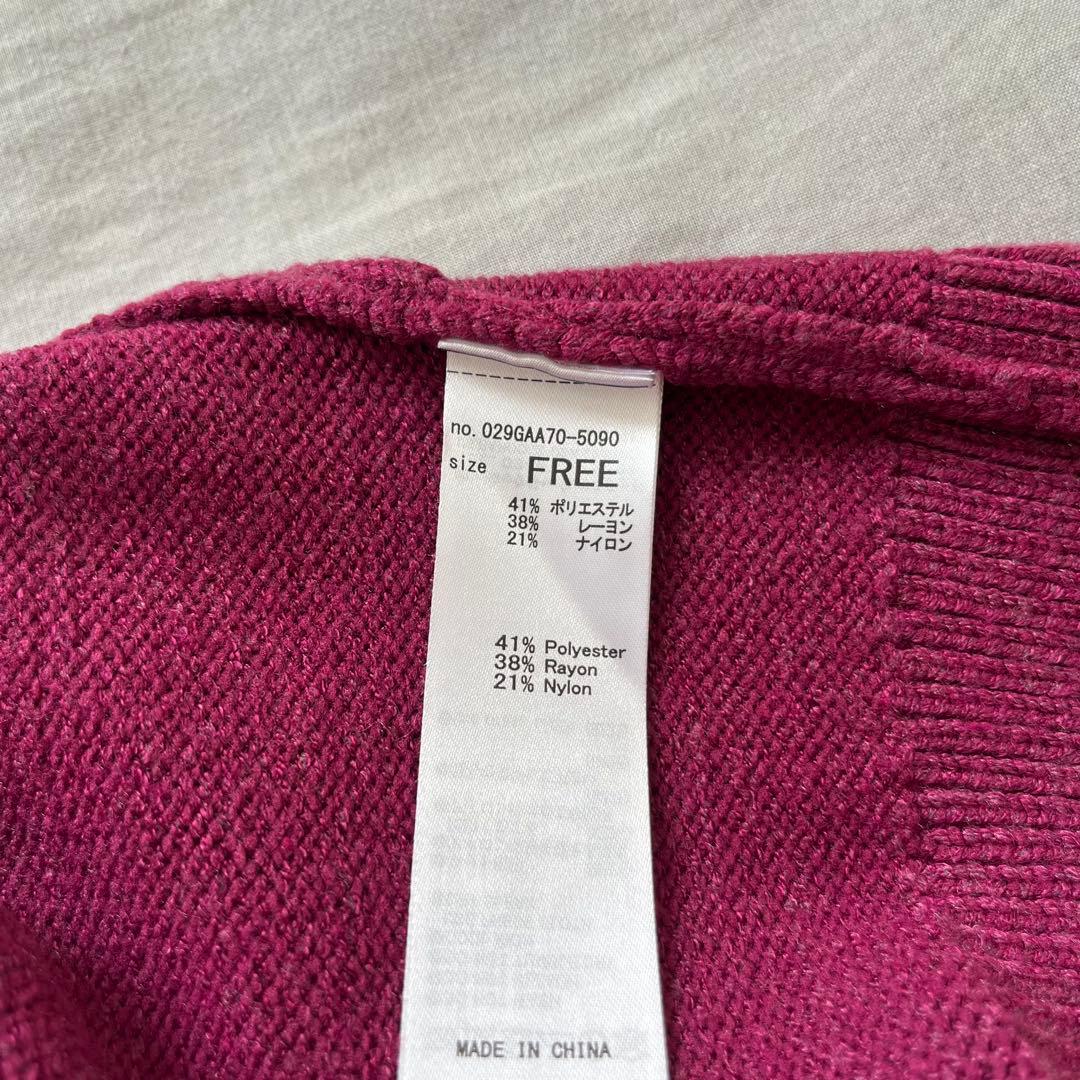 no. 029GAA70-5090
size FREE
41% ポリエステル
38% レーヨン
21% ナイロン
41% Polyester
38% Rayon
21% Nylon
MADE IN CHINA